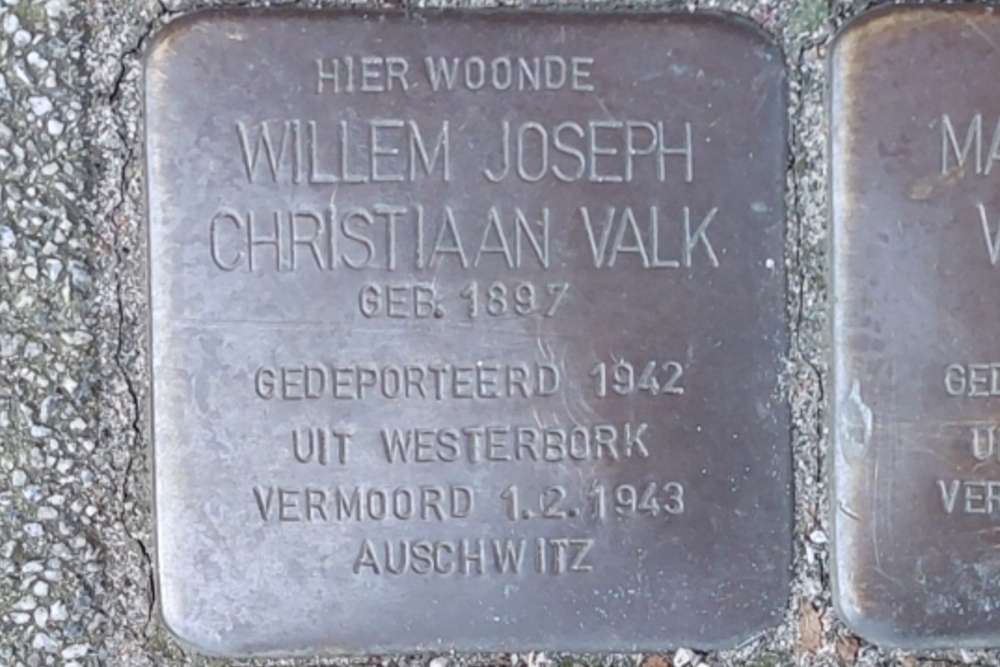 HIER WOONDE
WILLEM JOSEPH
CHRISTIAAN VALK
GEB. 1897
GEDEPORTEERD 1942
UIT WESTERBORK
VERMOORD 1.2.1943
AUSCHWITZ